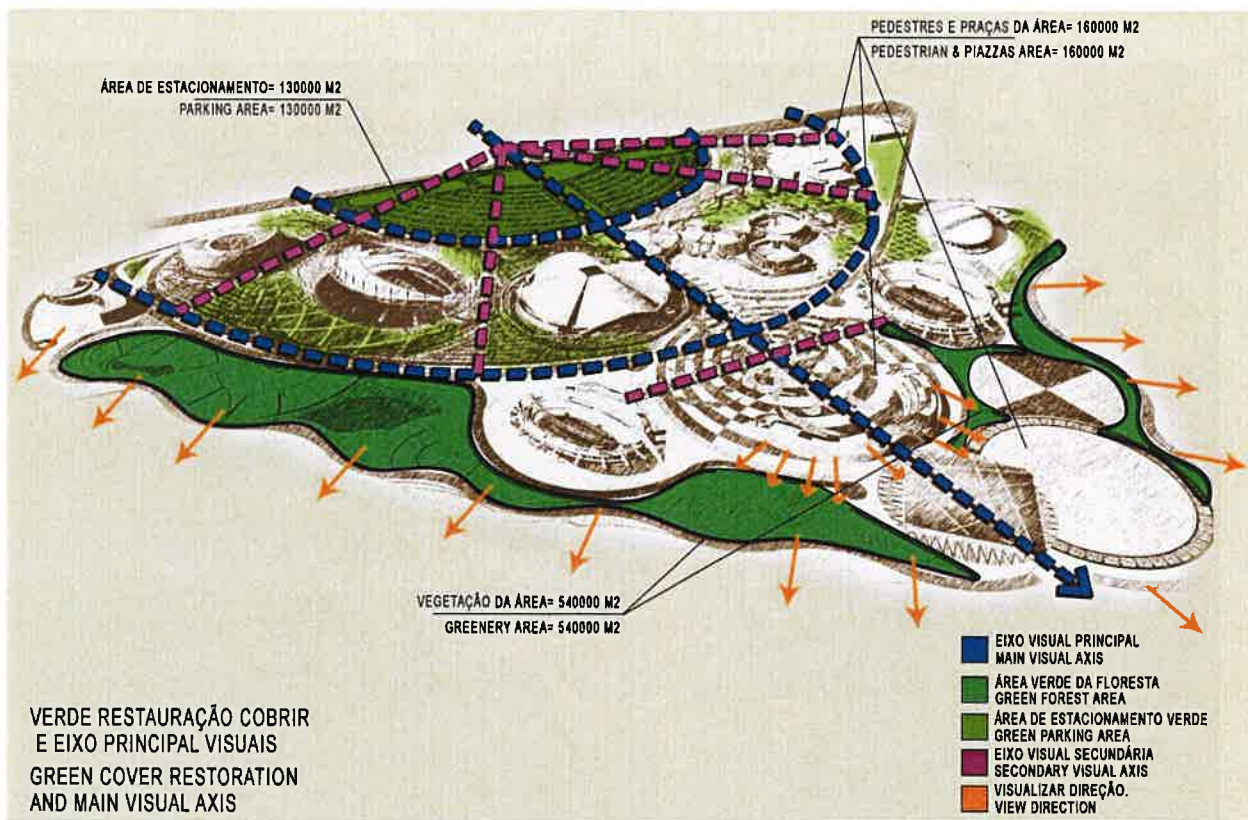 PEDESTRES E PRAÇAS DA ÁREA= 160000 M2
PEDESTRIAN & PIAZZAS AREA= 160000 M2
ÁREA DE ESTACIONAMENTO= 130000 M2
PARKING AREA= 130000 M2
VEGETAÇÃO DA ÁREA= 540000 M2
GREENERY AREA= 540000 M2
EIXO VISUAL PRINCIPAL
MAIN VISUAL AXIS
ÁREA VERDE DA FLORESTA
GREEN FOREST AREA
ÁREA DE ESTACIONAMENTO VERDE
GREEN PARKING AREA
EIXO VISUAL SECUNDÁRIA
SECONDARY VISUAL AXIS
VISUALIZAR DIREÇÃO.
VIEW DIRECTION
VERDE RESTAURAÇÃO COBRIR
E EIXO PRINCIPAL VISUAIS
GREEN COVER RESTORATION
AND MAIN VISUAL AXIS